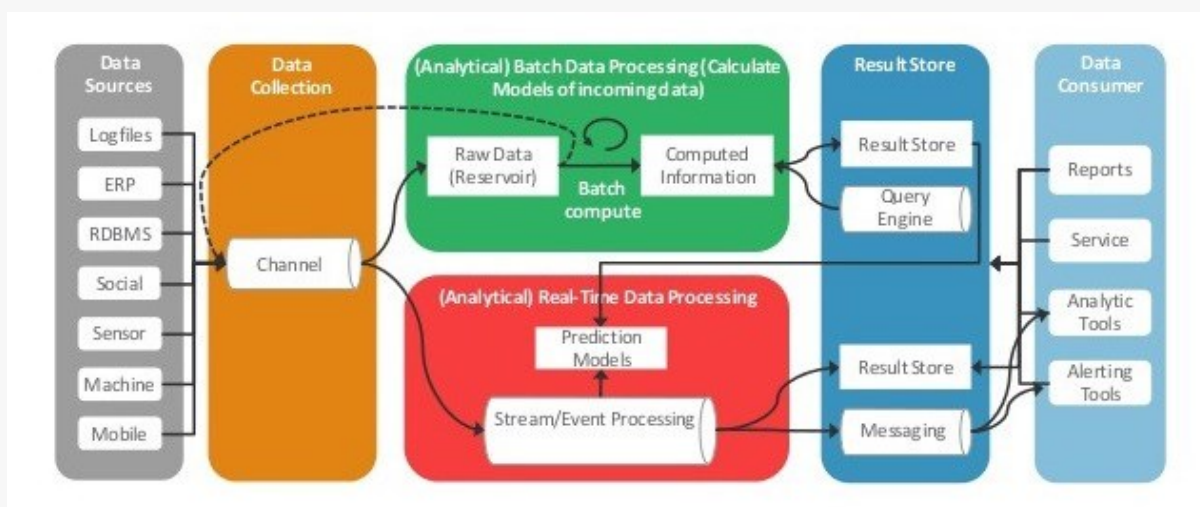 Data
Sources
Logfiles
ERP
RDBMS
Social
Sensor
Machine
Mobile
Data
Collection
Channel
(Analytical) Batch Data Processing(Calculate
Models of incoming data)
Raw Data
(Reservoir)
Batch
compute
Computed
Information
(Analytical) Real-Time Data Processing
Prediction
Models
Stream/Event Processing
Result Store
Result Store
Query
Engine
Result Store
Messaging
Data
Consumer
Reports
Service
Analytic
Tools
Alerting
Tools